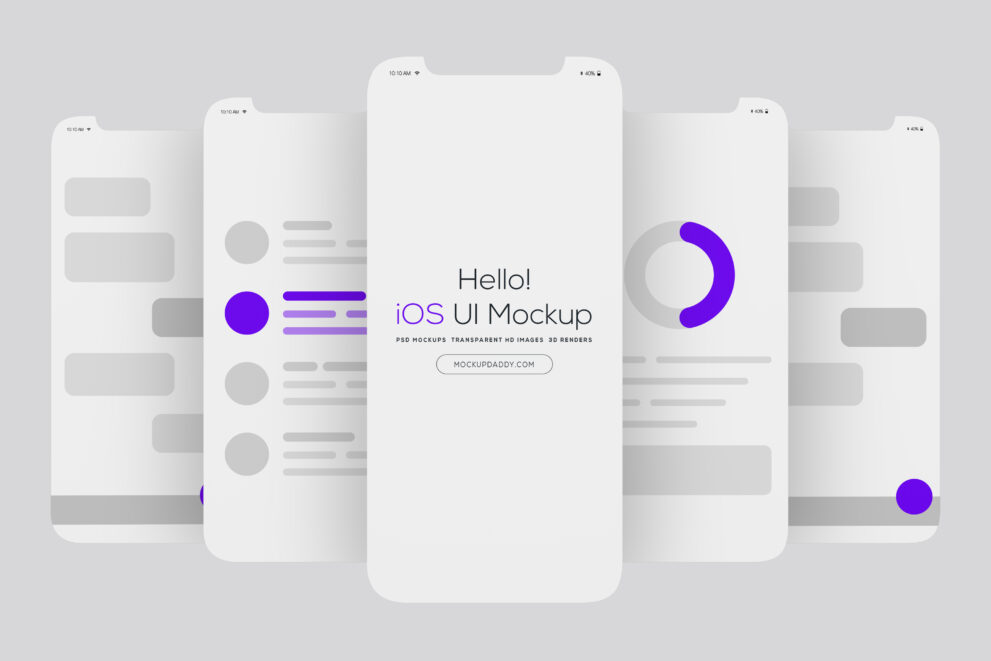 10:10 AM
40%
10:10 AM
40%
10:10 AM
40%
Hello!
iOS UI Mockup
PSD MOCKUPS TRANSPARENT HD IMAGES 3D RENDERS
MOCKUPDADDY.COM